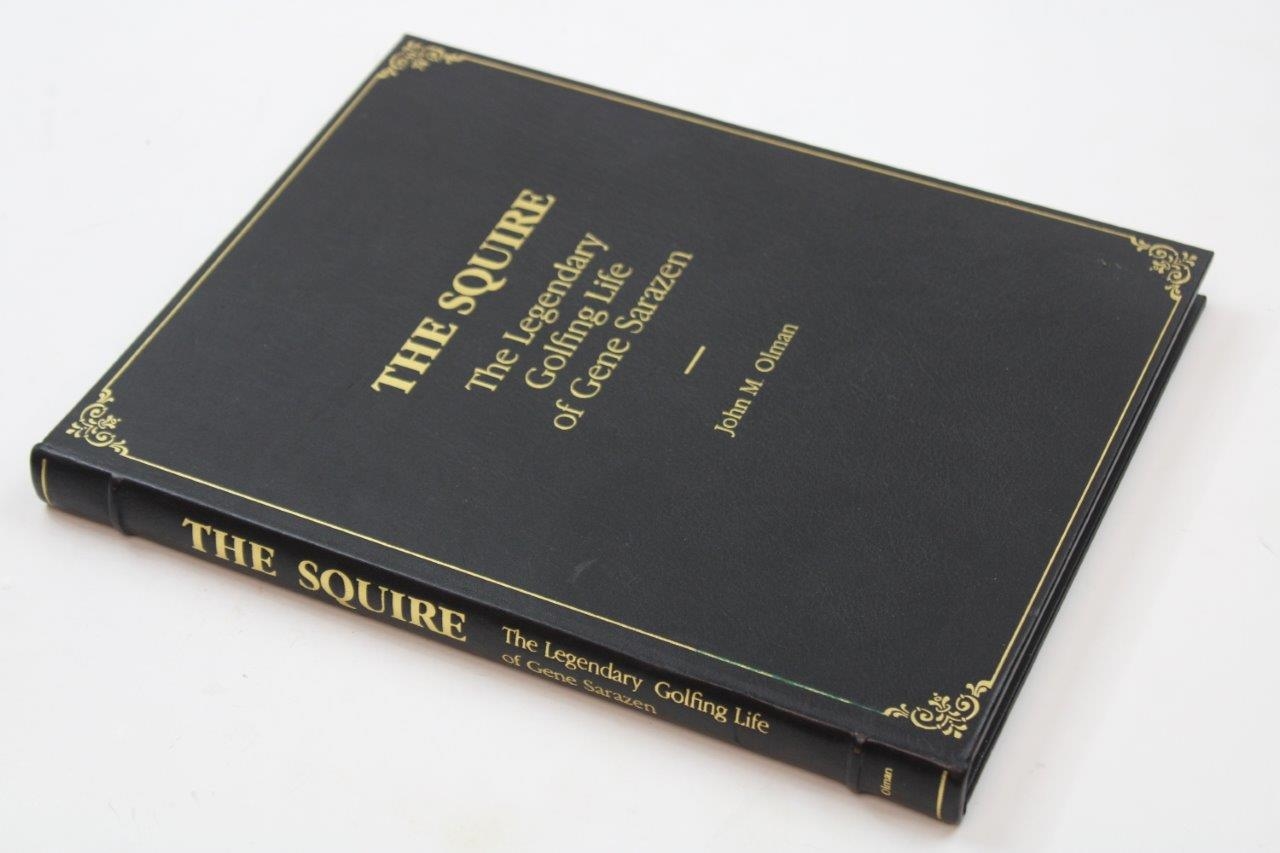 THE SQUIRE
The Legendary
Golfing Life
of Gene Sarazen
John M. Olman
THE SQUIRE
The Legendary Golfing Life
of Gene Sarazen
Olman